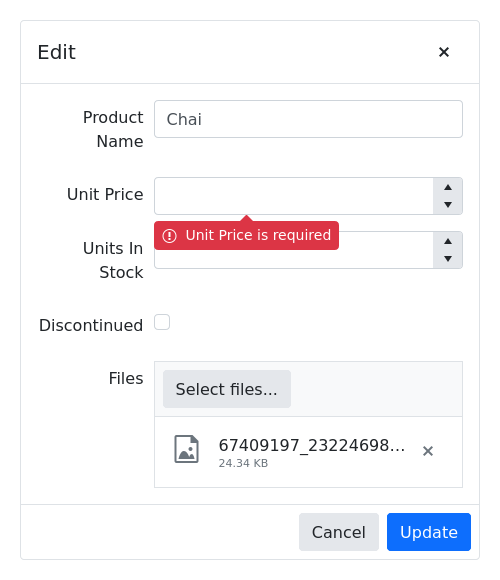 Edit
Product
Name
Chai
Unit Price
Unit Price is required
Units In
Stock
Discontinued
Files
Select files...
67409197_23224698...
24.34 KB
Cancel
Update